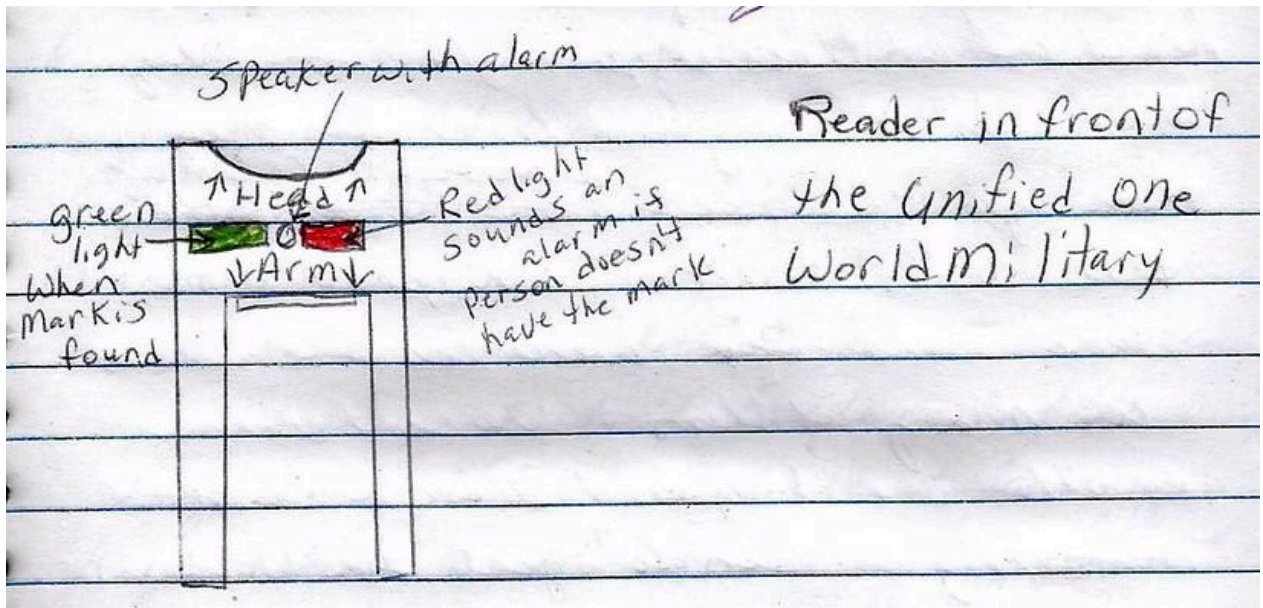 Speaker with alarm
Reader in front of
the Unified One
World Military
↑ Head ↑
green
light
When
Mark is
found
↓ Arm ↓
Red light
sounds an
alarm if
person doesnt
have the mark